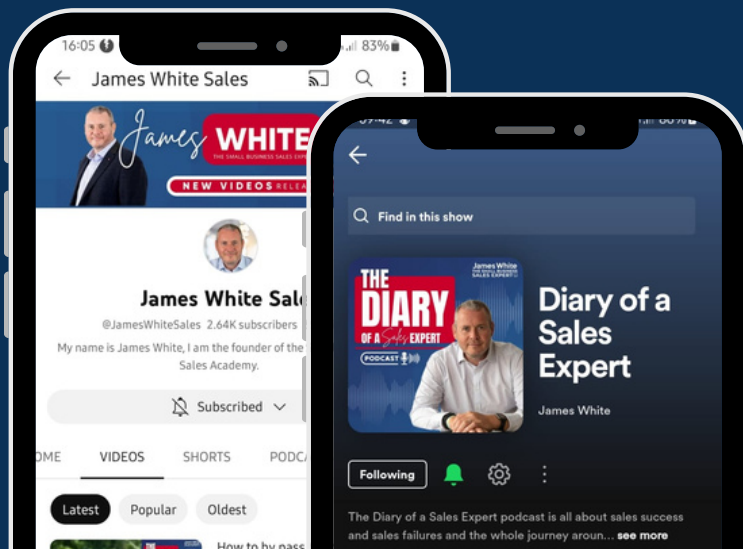 16:05
83%
James White Sales
James
WHITE
THE SMALL BUSINESS SALES EXP
NEW VIDEOS RELEA
James White Sal
@JamesWhiteSales 2.64K subscribers
My name is James White, I am the founder of the
Sales Academy.
Subscribed
OME VIDEOS SHORTS PODCA
Latest Popular Oldest
How to by pass
Find in this show
James White
THE SMALL BUSINESS
SALES EXPERT
THE
DIARY
OF A Sales EXPERT
PODCAST
Diary of a
Sales
Expert
James White
Following
The Diary of a Sales Expert podcast is all about sales success
and sales failures and the whole journey aroun... see more